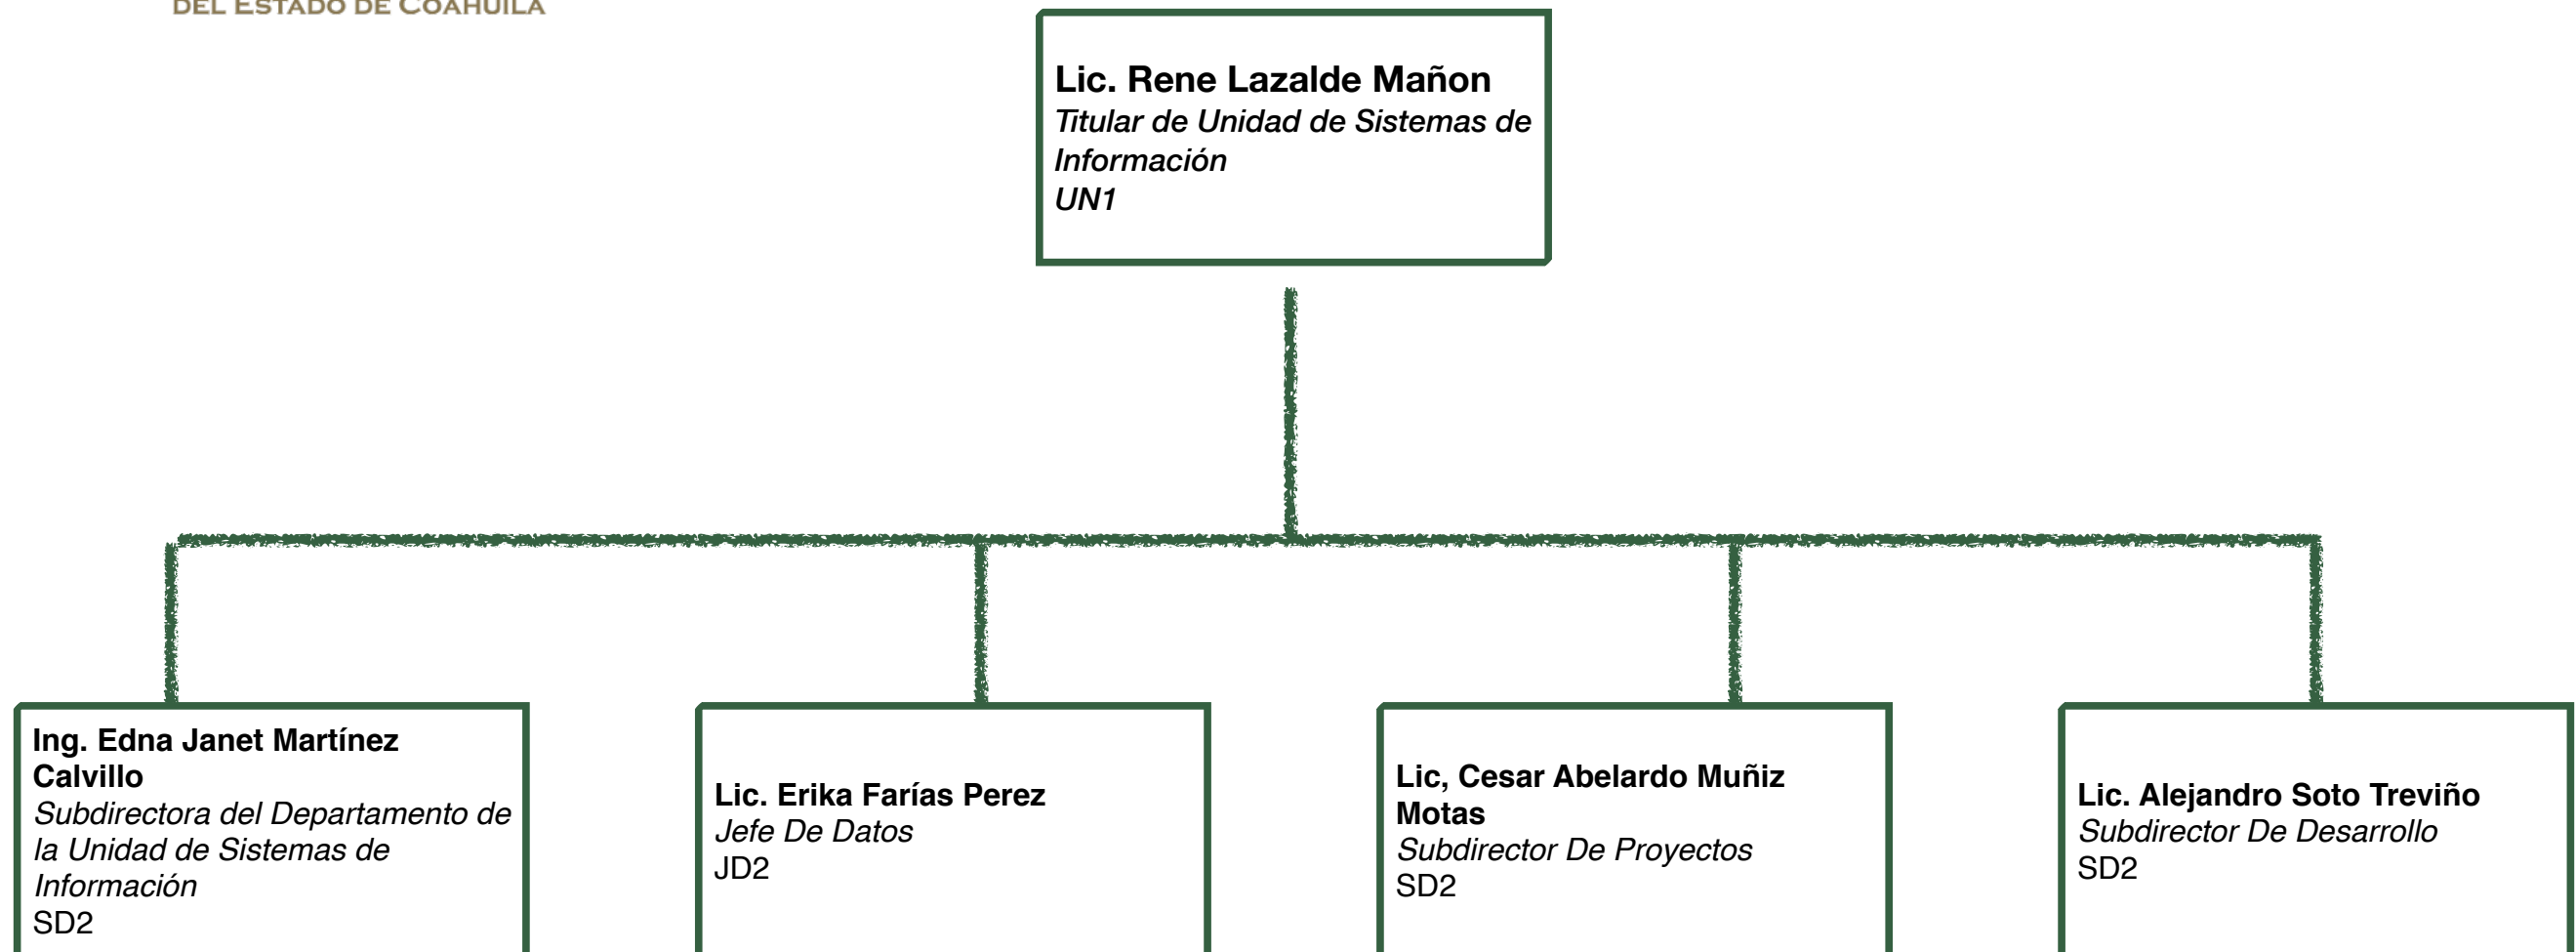 DEL ESTADO DE COAHUILA
Lic. Rene Lazalde Mañon
Titular de Unidad de Sistemas de
Información
UN1
Ing. Edna Janet Martínez
Calvillo
Subdirectora del Departamento de
la Unidad de Sistemas de
Información
SD2
Lic. Erika Farías Perez
Jefe De Datos
JD2
Lic, Cesar Abelardo Muñiz
Motas
Subdirector De Proyectos
SD2
Lic. Alejandro Soto Treviño
Subdirector De Desarrollo
SD2